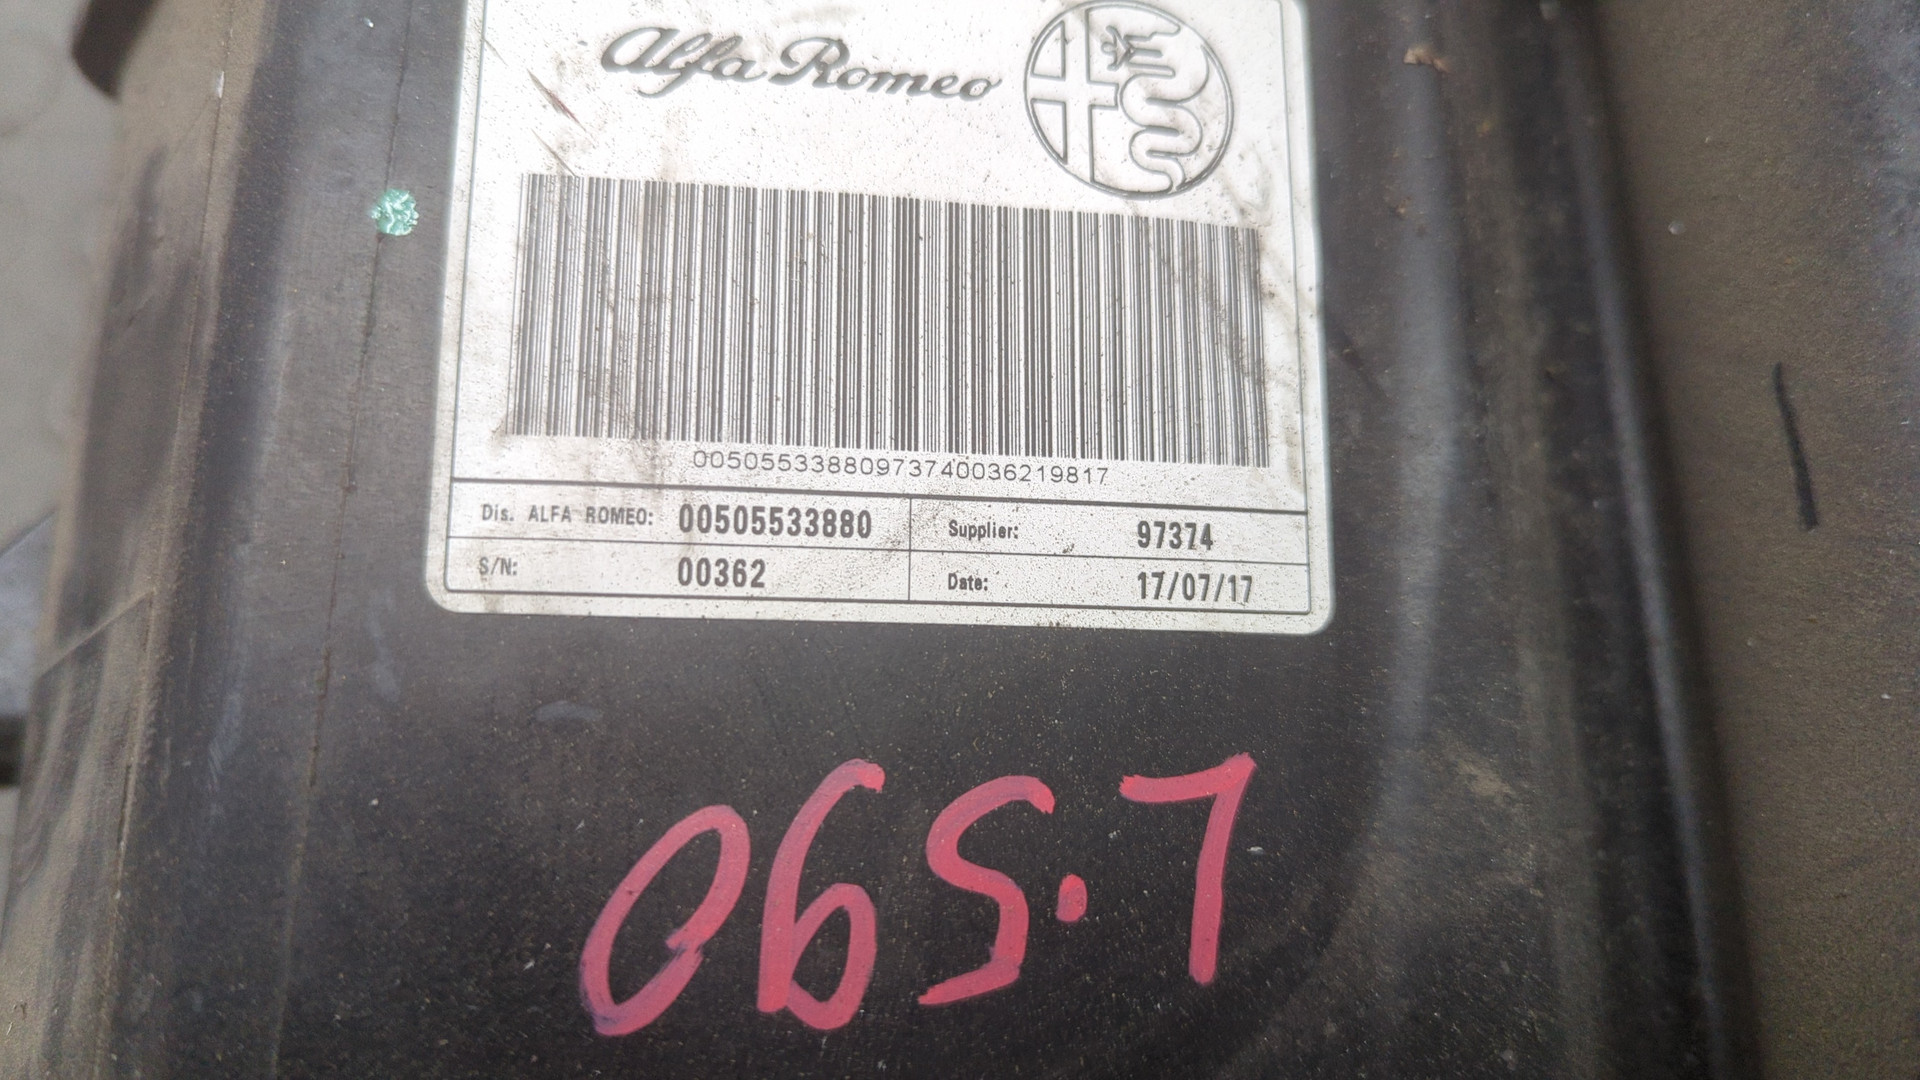 Alfa Romeo
00505533880973740036219817
Dis. ALFA ROMEO: 00505533880 Supplier: 97374
S/N: 00362 Date: 17/07/17
065.7